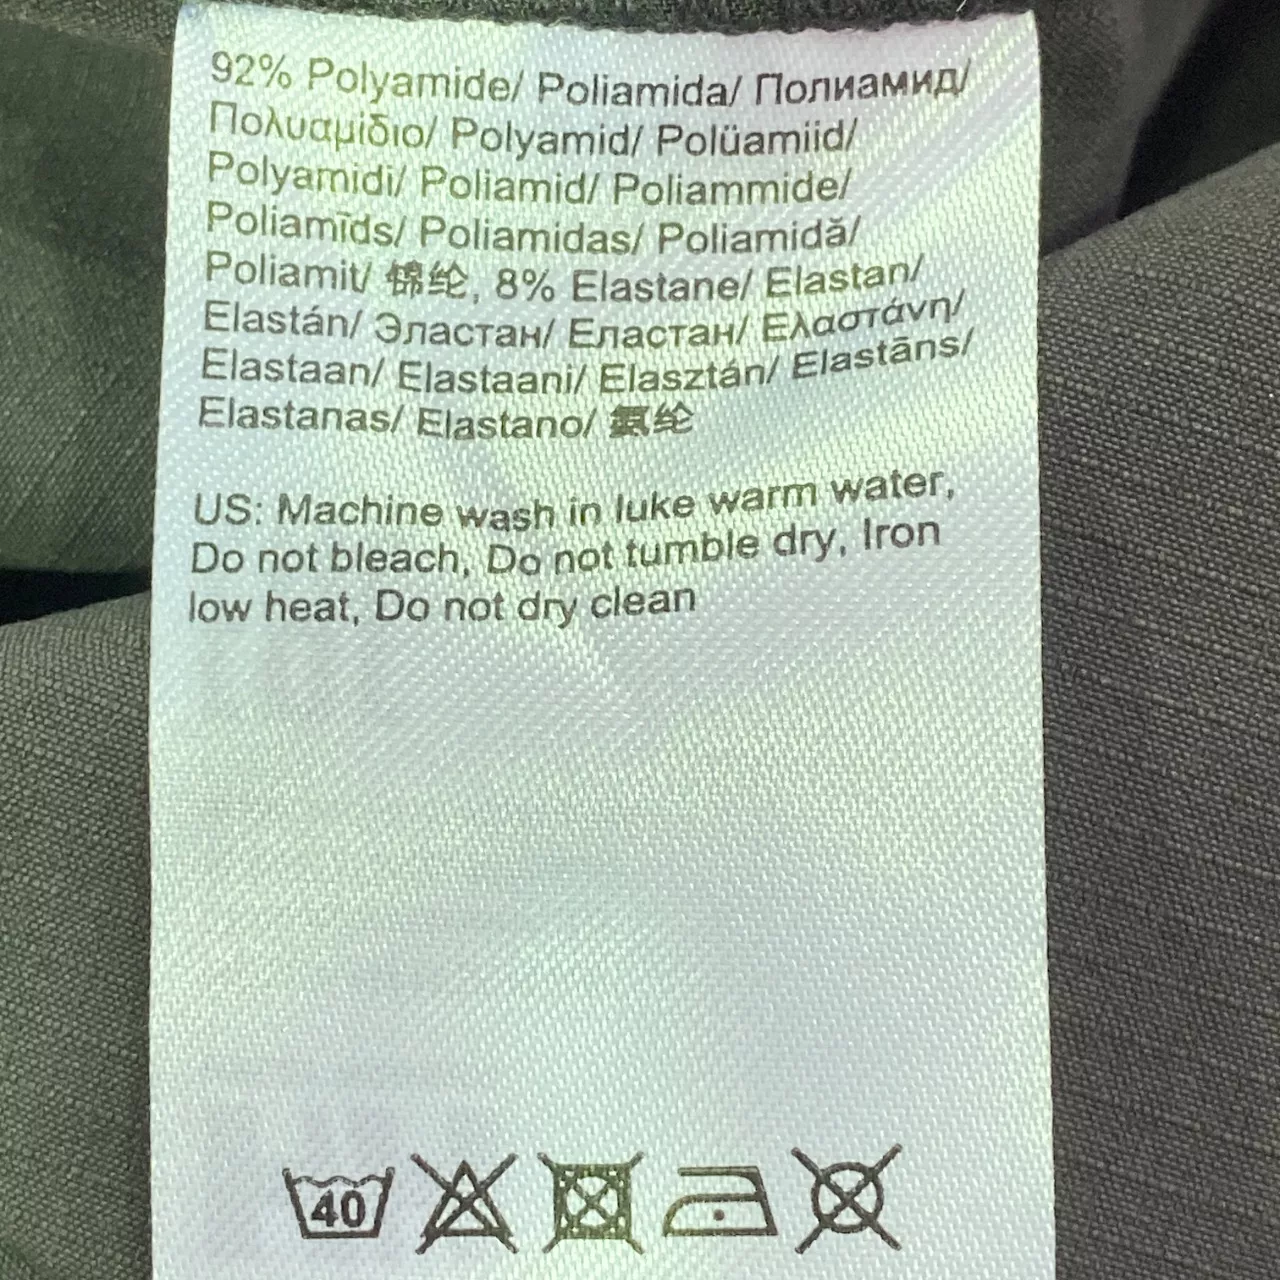 92% Polyamide/ Poliamida/ Полиамид/
Πολυαμίδιο/ Polyamid/ Polüamiid/
Polyamidi/ Poliamid/ Poliammide/
Poliamīds/ Poliamidas/ Poliamidă/
Poliamit/ 锦纶, 8% Elastane/ Elastan/
Elastán/ Эластан/ Еластан/ Ελαστάνη/
Elastaan/ Elastaani/ Elasztán/ Elastāns/
Elastanas/ Elastano/ 氨纶
US: Machine wash in luke warm water,
Do not bleach, Do not tumble dry, Iron
low heat, Do not dry clean
40